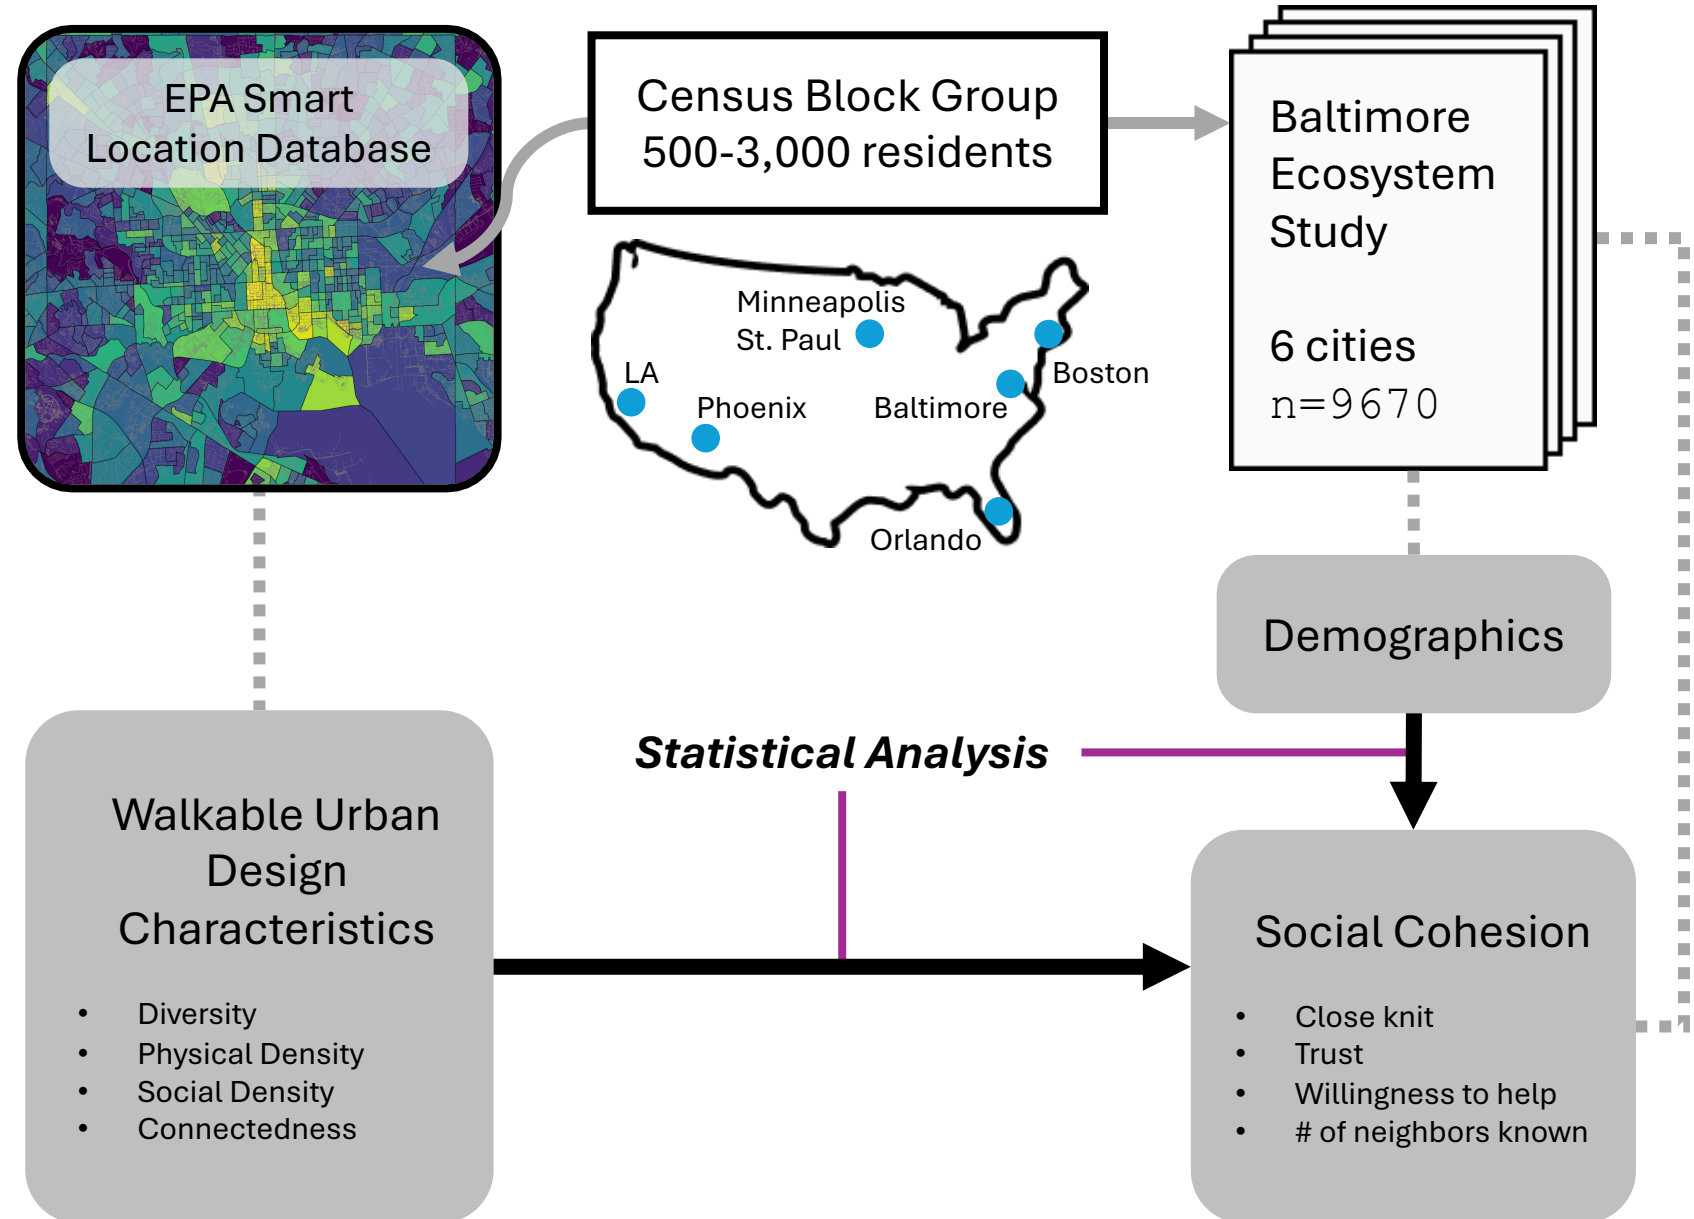 EPA Smart
Location Database
Census Block Group
500-3,000 residents
Baltimore
Ecosystem
Study
6 cities
n=9670
Minneapolis
St. Paul
LA
Phoenix
Baltimore
Boston
Orlando
Demographics
Statistical Analysis
Walkable Urban
Design
Characteristics
• Diversity
• Physical Density
• Social Density
• Connectedness
Social Cohesion
• Close knit
• Trust
• Willingness to help
• # of neighbors known